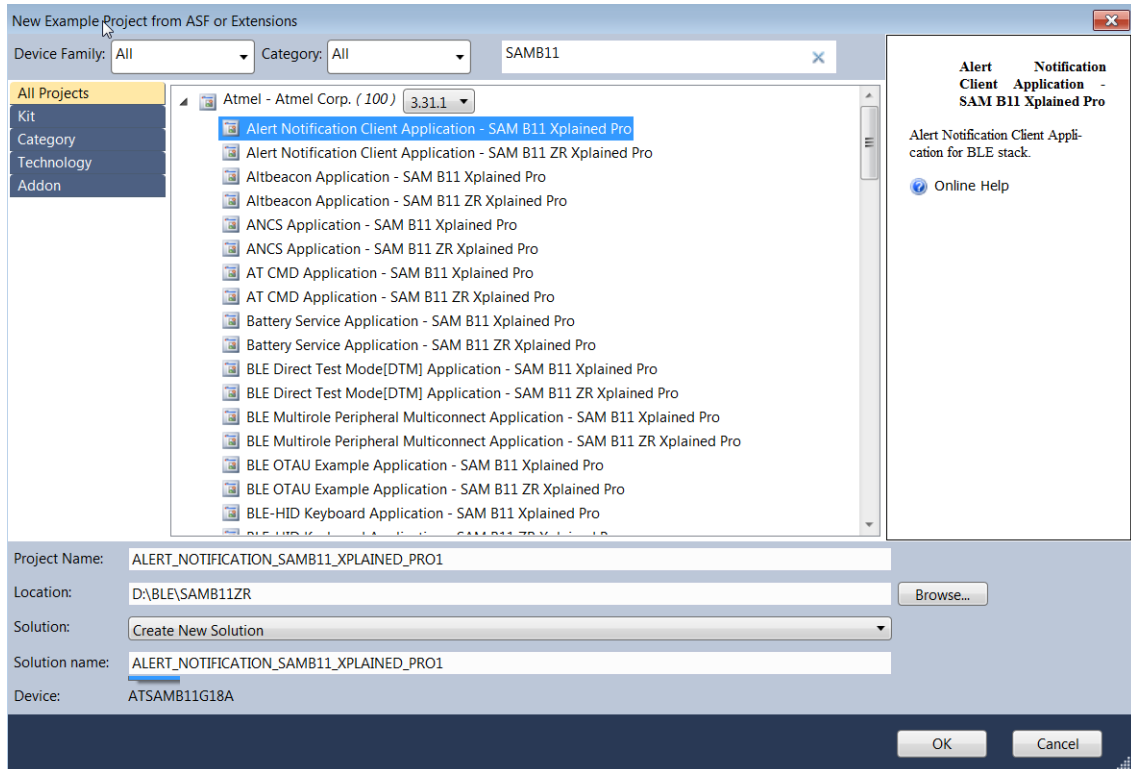 New Example Project from ASF or Extensions
Device Family: All Category: All SAMB11
All Projects
Kit
Category
Technology
Addon
Atmel - Atmel Corp. (100) 3.31.1
Alert Notification Client Application - SAM B11 Xplained Pro
Alert Notification Client Application - SAM B11 ZR Xplained Pro
Altbeacon Application - SAM B11 Xplained Pro
Altbeacon Application - SAM B11 ZR Xplained Pro
ANCS Application - SAM B11 Xplained Pro
ANCS Application - SAM B11 ZR Xplained Pro
AT CMD Application - SAM B11 Xplained Pro
AT CMD Application - SAM B11 ZR Xplained Pro
Battery Service Application - SAM B11 Xplained Pro
Battery Service Application - SAM B11 ZR Xplained Pro
BLE Direct Test Mode[DTM] Application - SAM B11 Xplained Pro
BLE Direct Test Mode[DTM] Application - SAM B11 ZR Xplained Pro
BLE Multirole Peripheral Multiconnect Application - SAM B11 Xplained Pro
BLE Multirole Peripheral Multiconnect Application - SAM B11 ZR Xplained Pro
BLE OTAU Example Application - SAM B11 Xplained Pro
BLE OTAU Example Application - SAM B11 ZR Xplained Pro
BLE-HID Keyboard Application - SAM B11 Xplained Pro
Alert Notification
Client Application -
SAM B11 Xplained Pro
Alert Notification Client Appli-
cation for BLE stack.
Online Help
Project Name: ALERT_NOTIFICATION_SAMB11_XPLAINED_PRO1
Location: D:\BLE\SAMB11ZR Browse...
Solution: Create New Solution
Solution name: ALERT_NOTIFICATION_SAMB11_XPLAINED_PRO1
Device: ATSAMB11G18A
OK Cancel